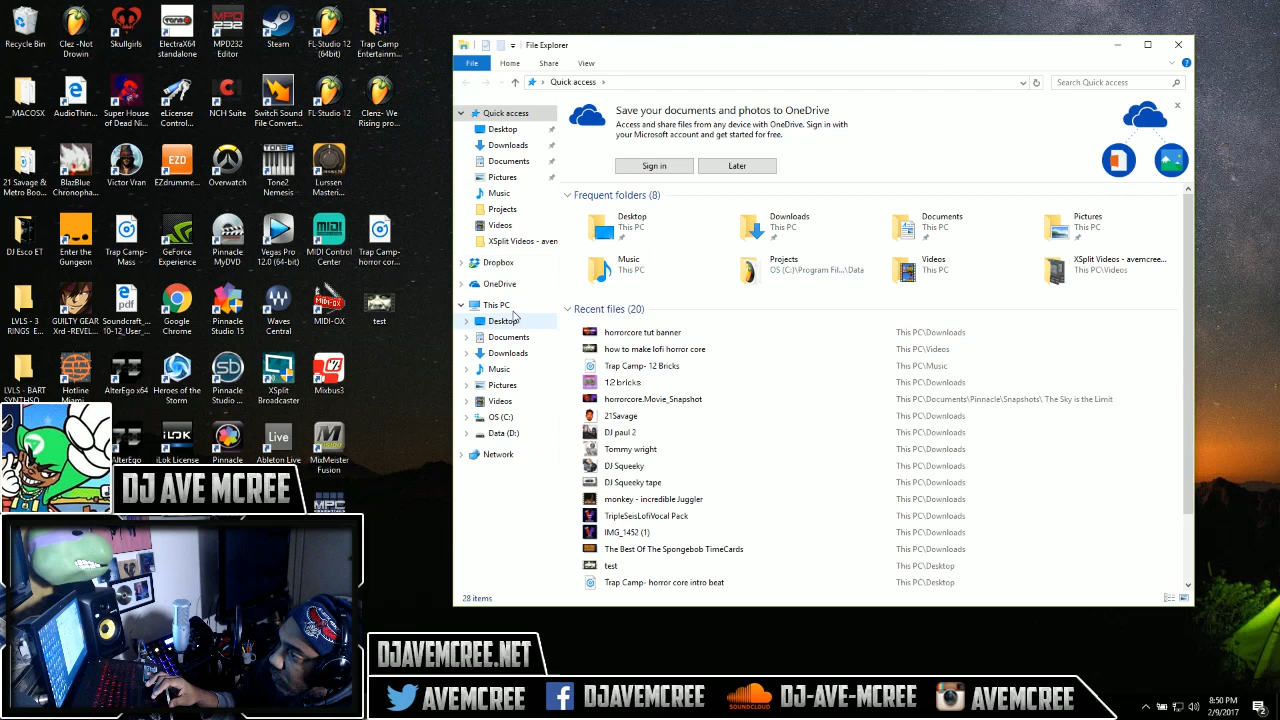 Recycle Bin
Clez -Not Drown
Skullgirls
ElectraX64 standalone
MPD232 Editor
Steam
FL Studio 12 (64bit)
Trap Camp Entertainm...
_MACOSX
AudioThin...
Super House of Dead Ni...
eLicenser Control...
NCH Suite
Switch Sound File Convert...
FL Studio 12
Clenz- We Rising pro...
21 Savage & Metro Boo...
BlazBlue Chronopha...
Victor Vran
EZdrumme...
Overwatch
Tone2 Nemesis
Lurssen Master...
DJ Esco ET
Enter the Gungeon
Trap Camp- Mass
GeForce Experience
Pinnacle MyDVD
Vegas Pro 12.0 (64-bit)
MIDI Control Center
Trap Camp- horror cor...
LVLS - 3 RINGS E...
GUILTY GEAR Xrd -REVEL...
Soundcraft_... 10-12_User_...
Google Chrome
Pinnacle Studio 15
Waves Central
MIDI-OX
test
LVLS - BART SYNTHO...
Hotline Miami
AlterEgo x64
Heroes of the Storm
Pinnacle Studio ...
XSplit Broadcaster
Mixbus3
AlterEgo
iLok License
Pinnacle
Ableton Live
MixMeister Fusion
File Explorer
File
Home
Share
View
Quick access
Search Quick access
Quick access
Desktop
Downloads
Documents
Pictures
Music
Projects
Videos
XSplit Videos - aven
Dropbox
OneDrive
This PC
Desktop
Documents
Downloads
Music
Pictures
Videos
OS (C:)
Data (D:)
Network
28 items
Save your documents and photos to OneDrive
Access and share files from any device with OneDrive. Sign in with
your Microsoft account and get started for free.
Sign in
Later
Frequent folders (8)
Desktop
This PC
Downloads
This PC
Documents
This PC
Pictures
This PC
Music
This PC
Projects
OS (C:)\Program Fil...\Data
Videos
This PC
XSplit Videos - avemcree...
This PC\Videos
Recent files (20)
horrorcore tut banner This PC\Downloads
how to make lofi horror core This PC\Videos
Trap Camp- 12 Bricks This PC\Music
12 bricks This PC\Downloads
horrorcore.Movie_Snapshot This PC\Documents\Pinnacle\Snapshots\ The Sky is the Limit
21Savage This PC\Downloads
DJ paul 2 This PC\Downloads
Tommy wright This PC\Downloads
DJ Squeeky This PC\Downloads
DJ Squeeky tape This PC\Downloads
monkey - incredible Juggler This PC\Downloads
TripleSeisLofiVocal Pack This PC\Downloads
IMG_1452 (1) This PC\Downloads
The Best Of The Spongebob TimeCards This PC\Downloads
test This PC\Desktop
Trap Camp- horror core intro beat This PC\Desktop
DJ AVE MCREE
DJAVEMCREE.NET
AVEMCREE
DJAVEMCREE
SOUNDCLOUD
DJ-AVE-MCREE
AVEMCREE
8:50 PM
2/9/2017